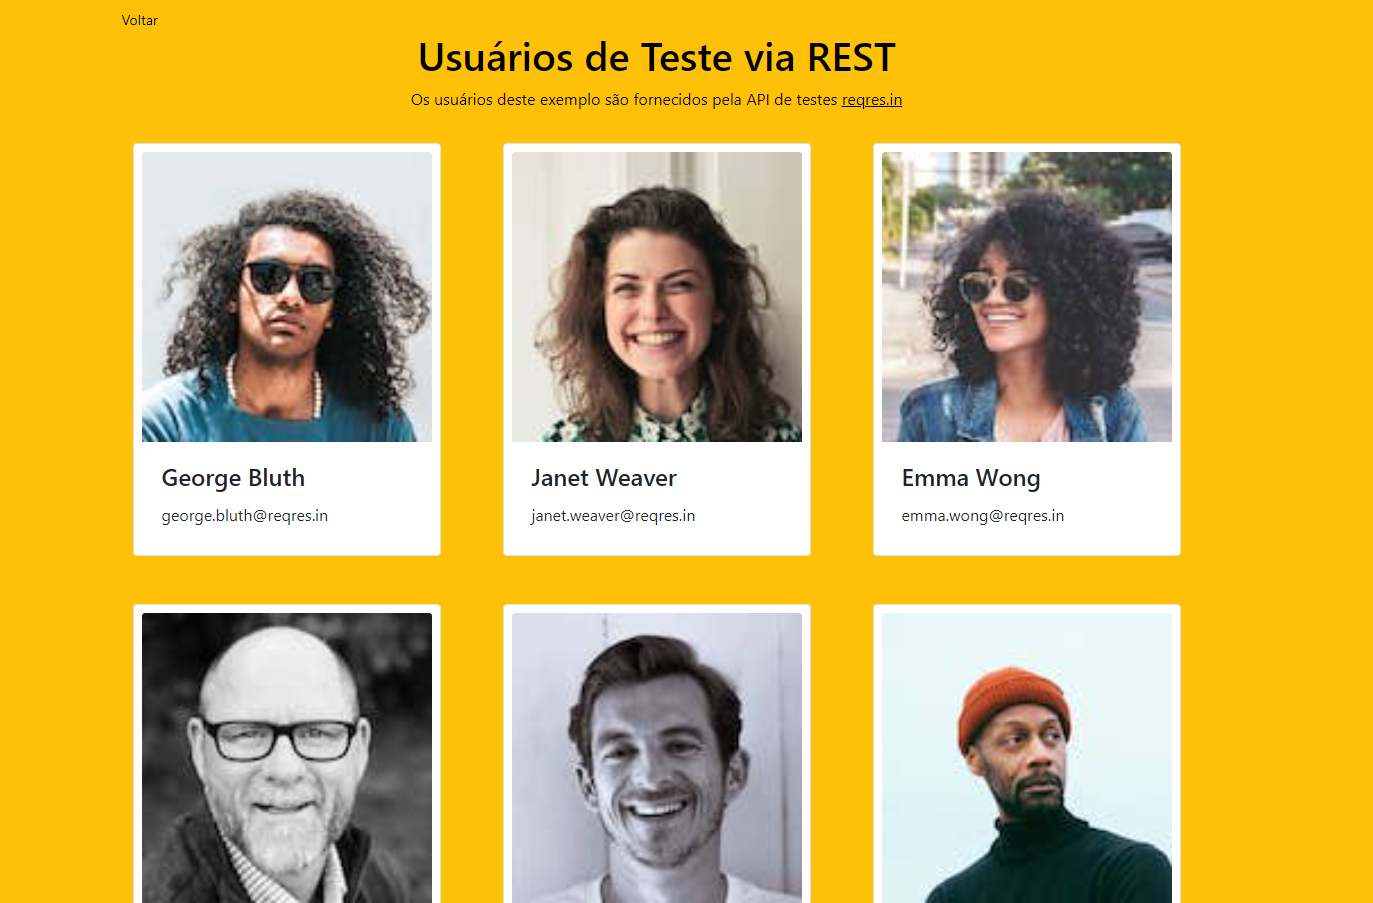 Voltar
Usuários de Teste via REST
Os usuários deste exemplo são fornecidos pela API de testes reqres.in
George Bluth
george.bluth@reqres.in
Janet Weaver
janet.weaver@reqres.in
Emma Wong
emma.wong@reqres.in